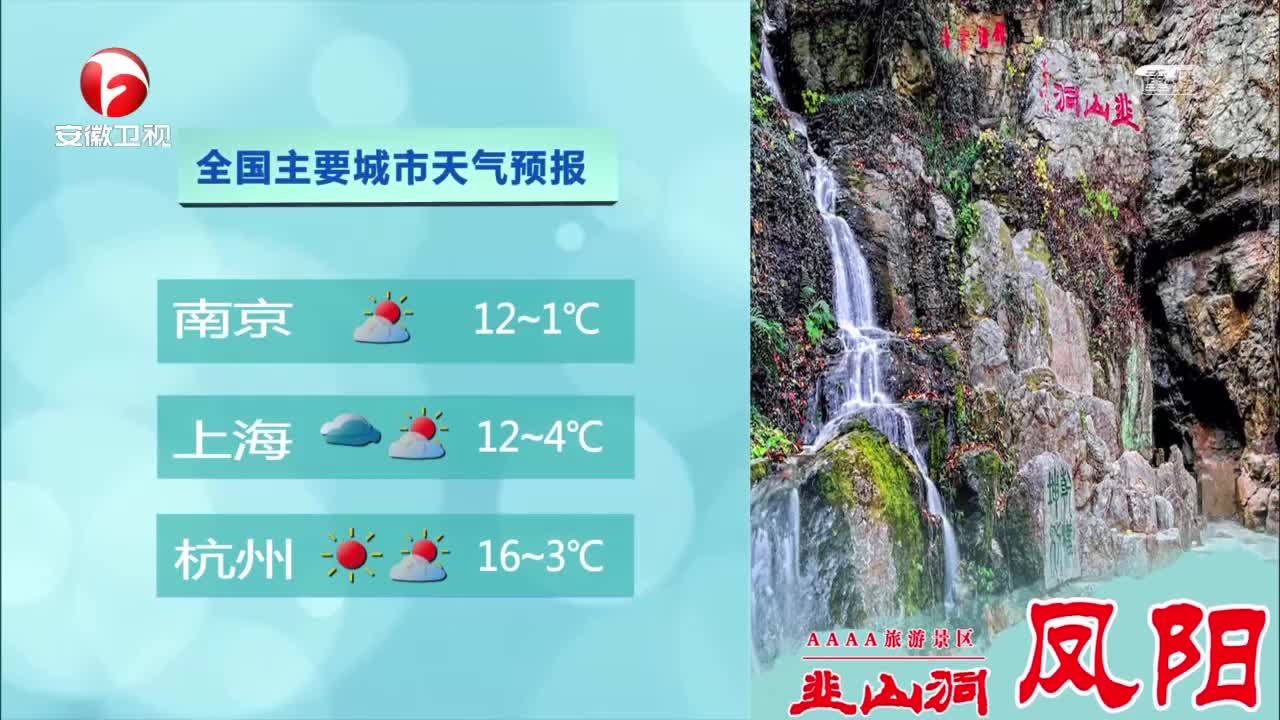 安徽卫视
全国主要城市天气预报
南京 12~1℃
上海 12~4℃
杭州 16~3℃
韭山洞
AAAA旅游景区
韭山洞
凤阳